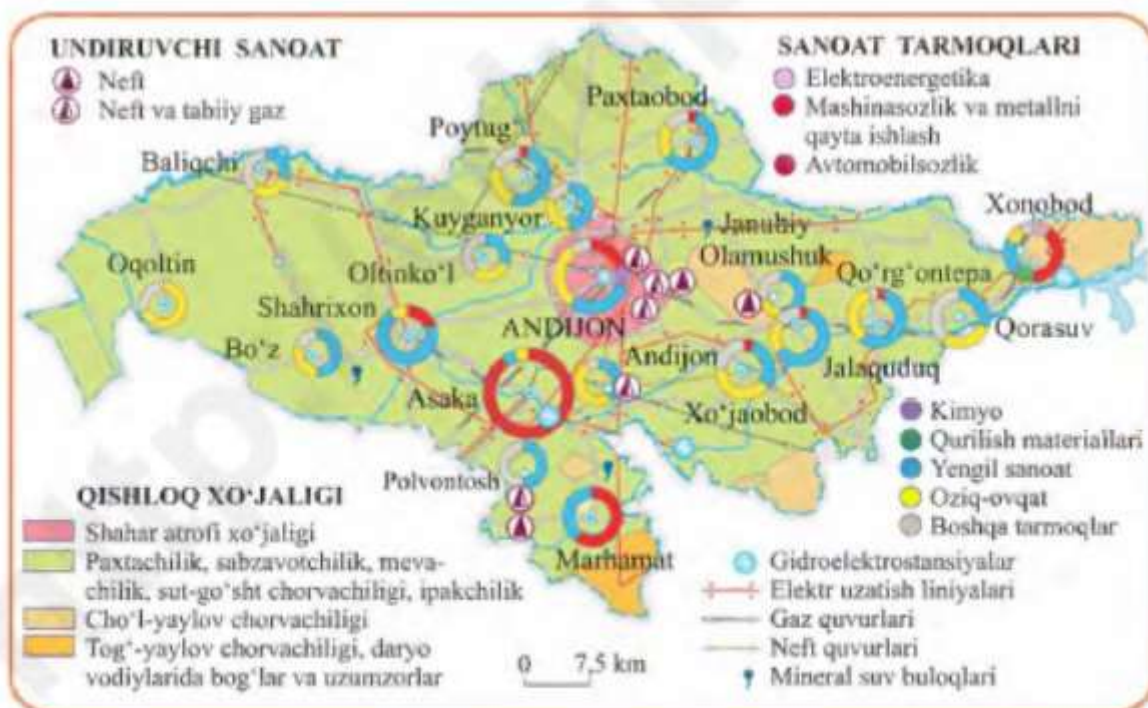 UNDIRUVCHI SANOAT
Neft
Neft va tabiiy gaz
SANOAT TARMOQLARI
Elektroenergetika
Mashinasozlik va metallni
qayta ishlash
Avtomobilsozlik
Paxtaobod
Poytug‘
Baliqchi
Xonobod
Kuyganyor
Janubiy
Olamushuk
Qo‘rg‘ontepa
Oqoltin
Oltinko‘l
Shahrixon
ANDIJON
Qorasuv
Bo‘z
Andijon
Jalaquduq
Asaka
Xo‘jaobod
Polvontosh
Marhamat
Kimyo
Qurilish materiallari
Yengil sanoat
Oziq-ovqat
Boshqa tarmoqlar
QISHLOQ XO‘JALIGI
Shahar atrofi xo‘jaligi
Paxtachilik, sabzavotchilik, meva-
chilik, sut-go‘sht chorvachiligi, ipakchilik
Cho‘l-yaylov chorvachiligi
Tog‘-yaylov chorvachiligi, daryo
vodiylarida bog‘lar va uzumzorlar
0 7,5 km
Gidroelektrostansiyalar
Elektr uzatish liniyalari
Gaz quvurlari
Neft quvurlari
Mineral suv buloqlari